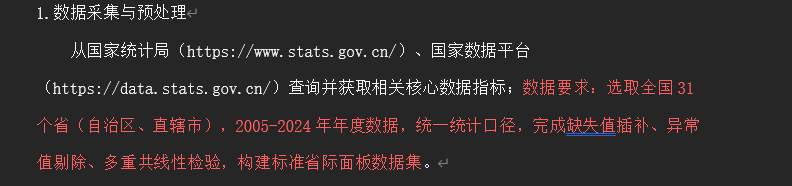 1.数据采集与预处理
从国家统计局（https://www.stats.gov.cn/）、国家数据平台
（https://data.stats.gov.cn/）查询并获取相关核心数据指标；数据要求：选取全国31
个省（自治区、直辖市），2005-2024年年度数据，统一统计口径，完成缺失值插补、异常
值剔除、多重共线性检验，构建标准省际面板数据集。